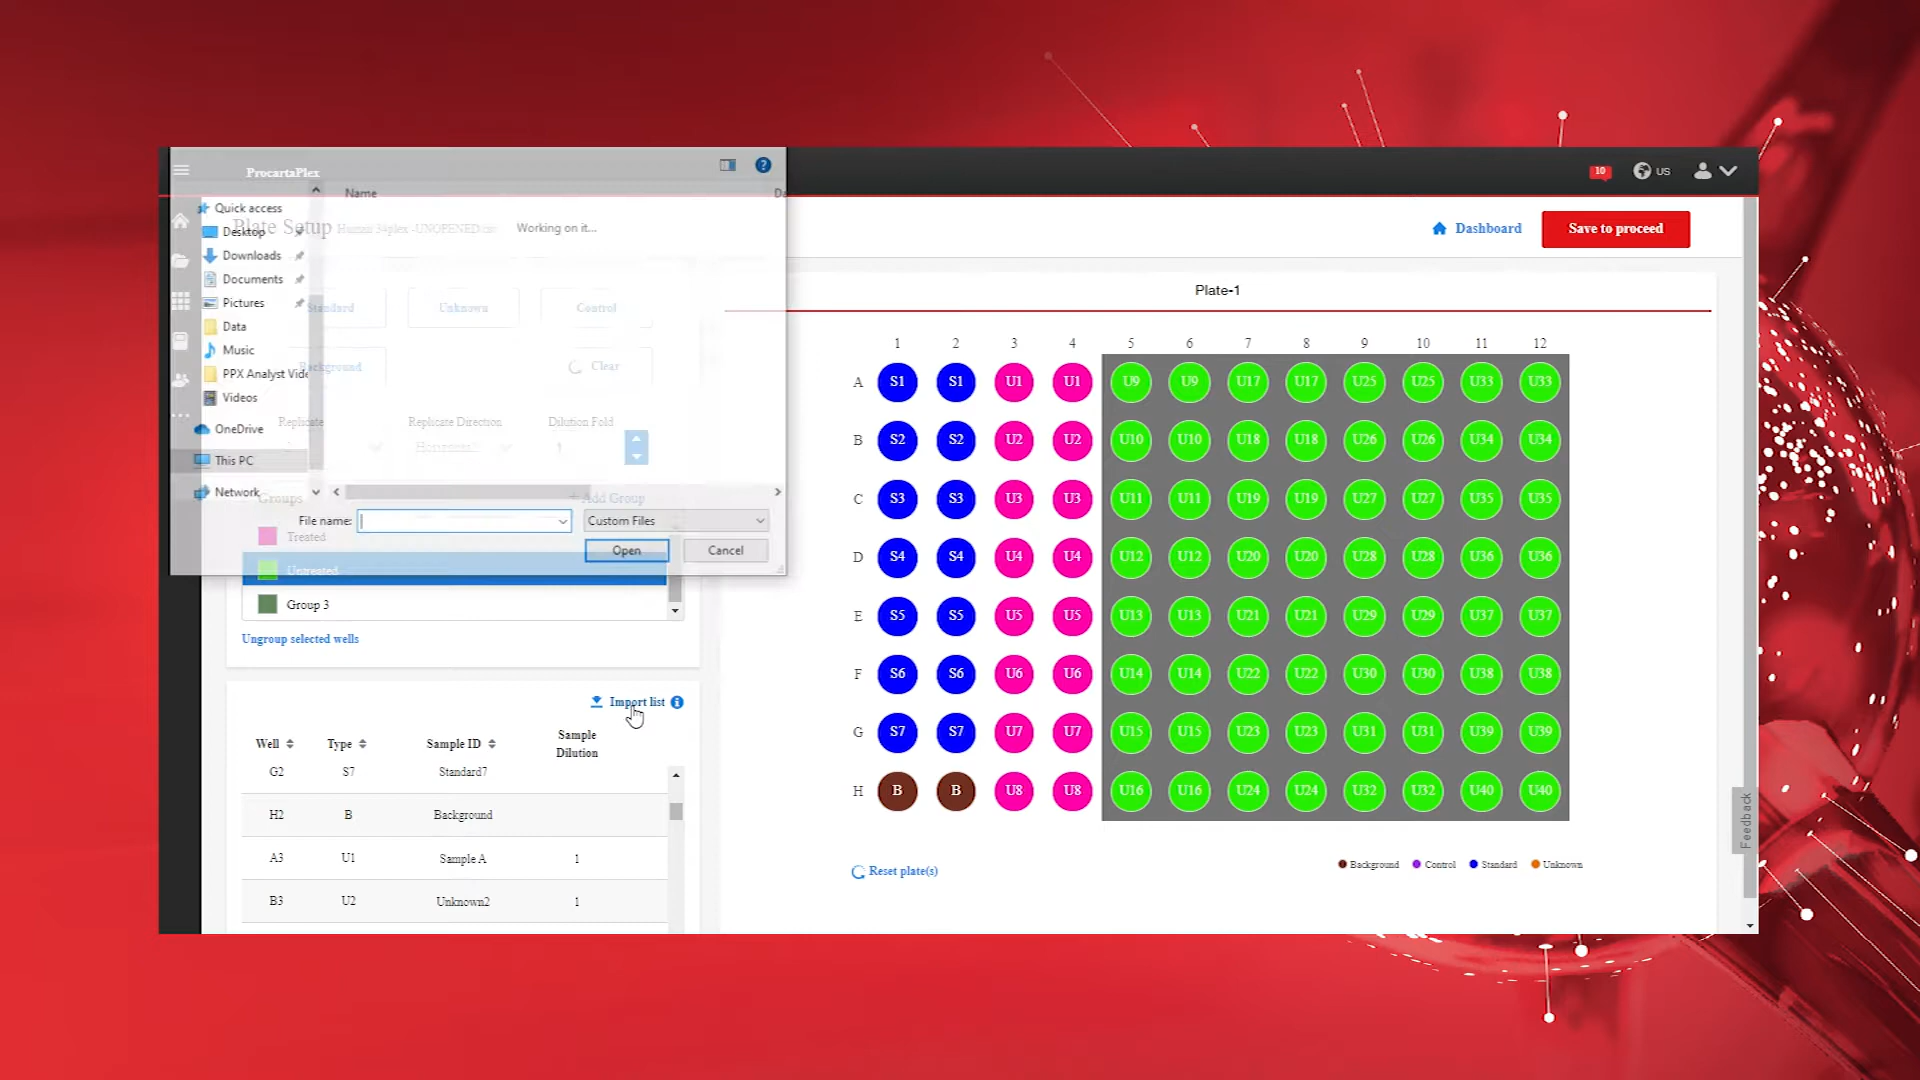 ProcartaPlex
10
US
Name
Da
Quick access
Plate Setup
Human 34plex -UNOPENED
Working on it...
Dashboard
Save to proceed
Desktop
Downloads
Documents
Pictures
Standard
Unknown
Control
Data
Music
PPX Analyst Vide
Background
Clear
Videos
Replicate
Replicate Direction
Dilution Fold
OneDrive
Horizontal
1
This PC
Network
Groups
+ Add Group
File name:
Custom Files
Treated
Open
Cancel
Untreated
Group 3
Ungroup selected wells
Import list
Well
Type
Sample ID
Sample
Dilution
G2 S7 Standard7
H2 B Background
A3 U1 Sample A 1
B3 U2 Unknown2 1
Plate-1
1 2 3 4 5 6 7 8 9 10 11 12
A S1 S1 U1 U1 U9 U9 U17 U17 U25 U25 U33 U33
B S2 S2 U2 U2 U10 U10 U18 U18 U26 U26 U34 U34
C S3 S3 U3 U3 U11 U11 U19 U19 U27 U27 U35 U35
D S4 S4 U4 U4 U12 U12 U20 U20 U28 U28 U36 U36
E S5 S5 U5 U5 U13 U13 U21 U21 U29 U29 U37 U37
F S6 S6 U6 U6 U14 U14 U22 U22 U30 U30 U38 U38
G S7 S7 U7 U7 U15 U15 U23 U23 U31 U31 U39 U39
H B B U8 U8 U16 U16 U24 U24 U32 U32 U40 U40
Reset plate(s)
Background Control Standard Unknown
Feedback